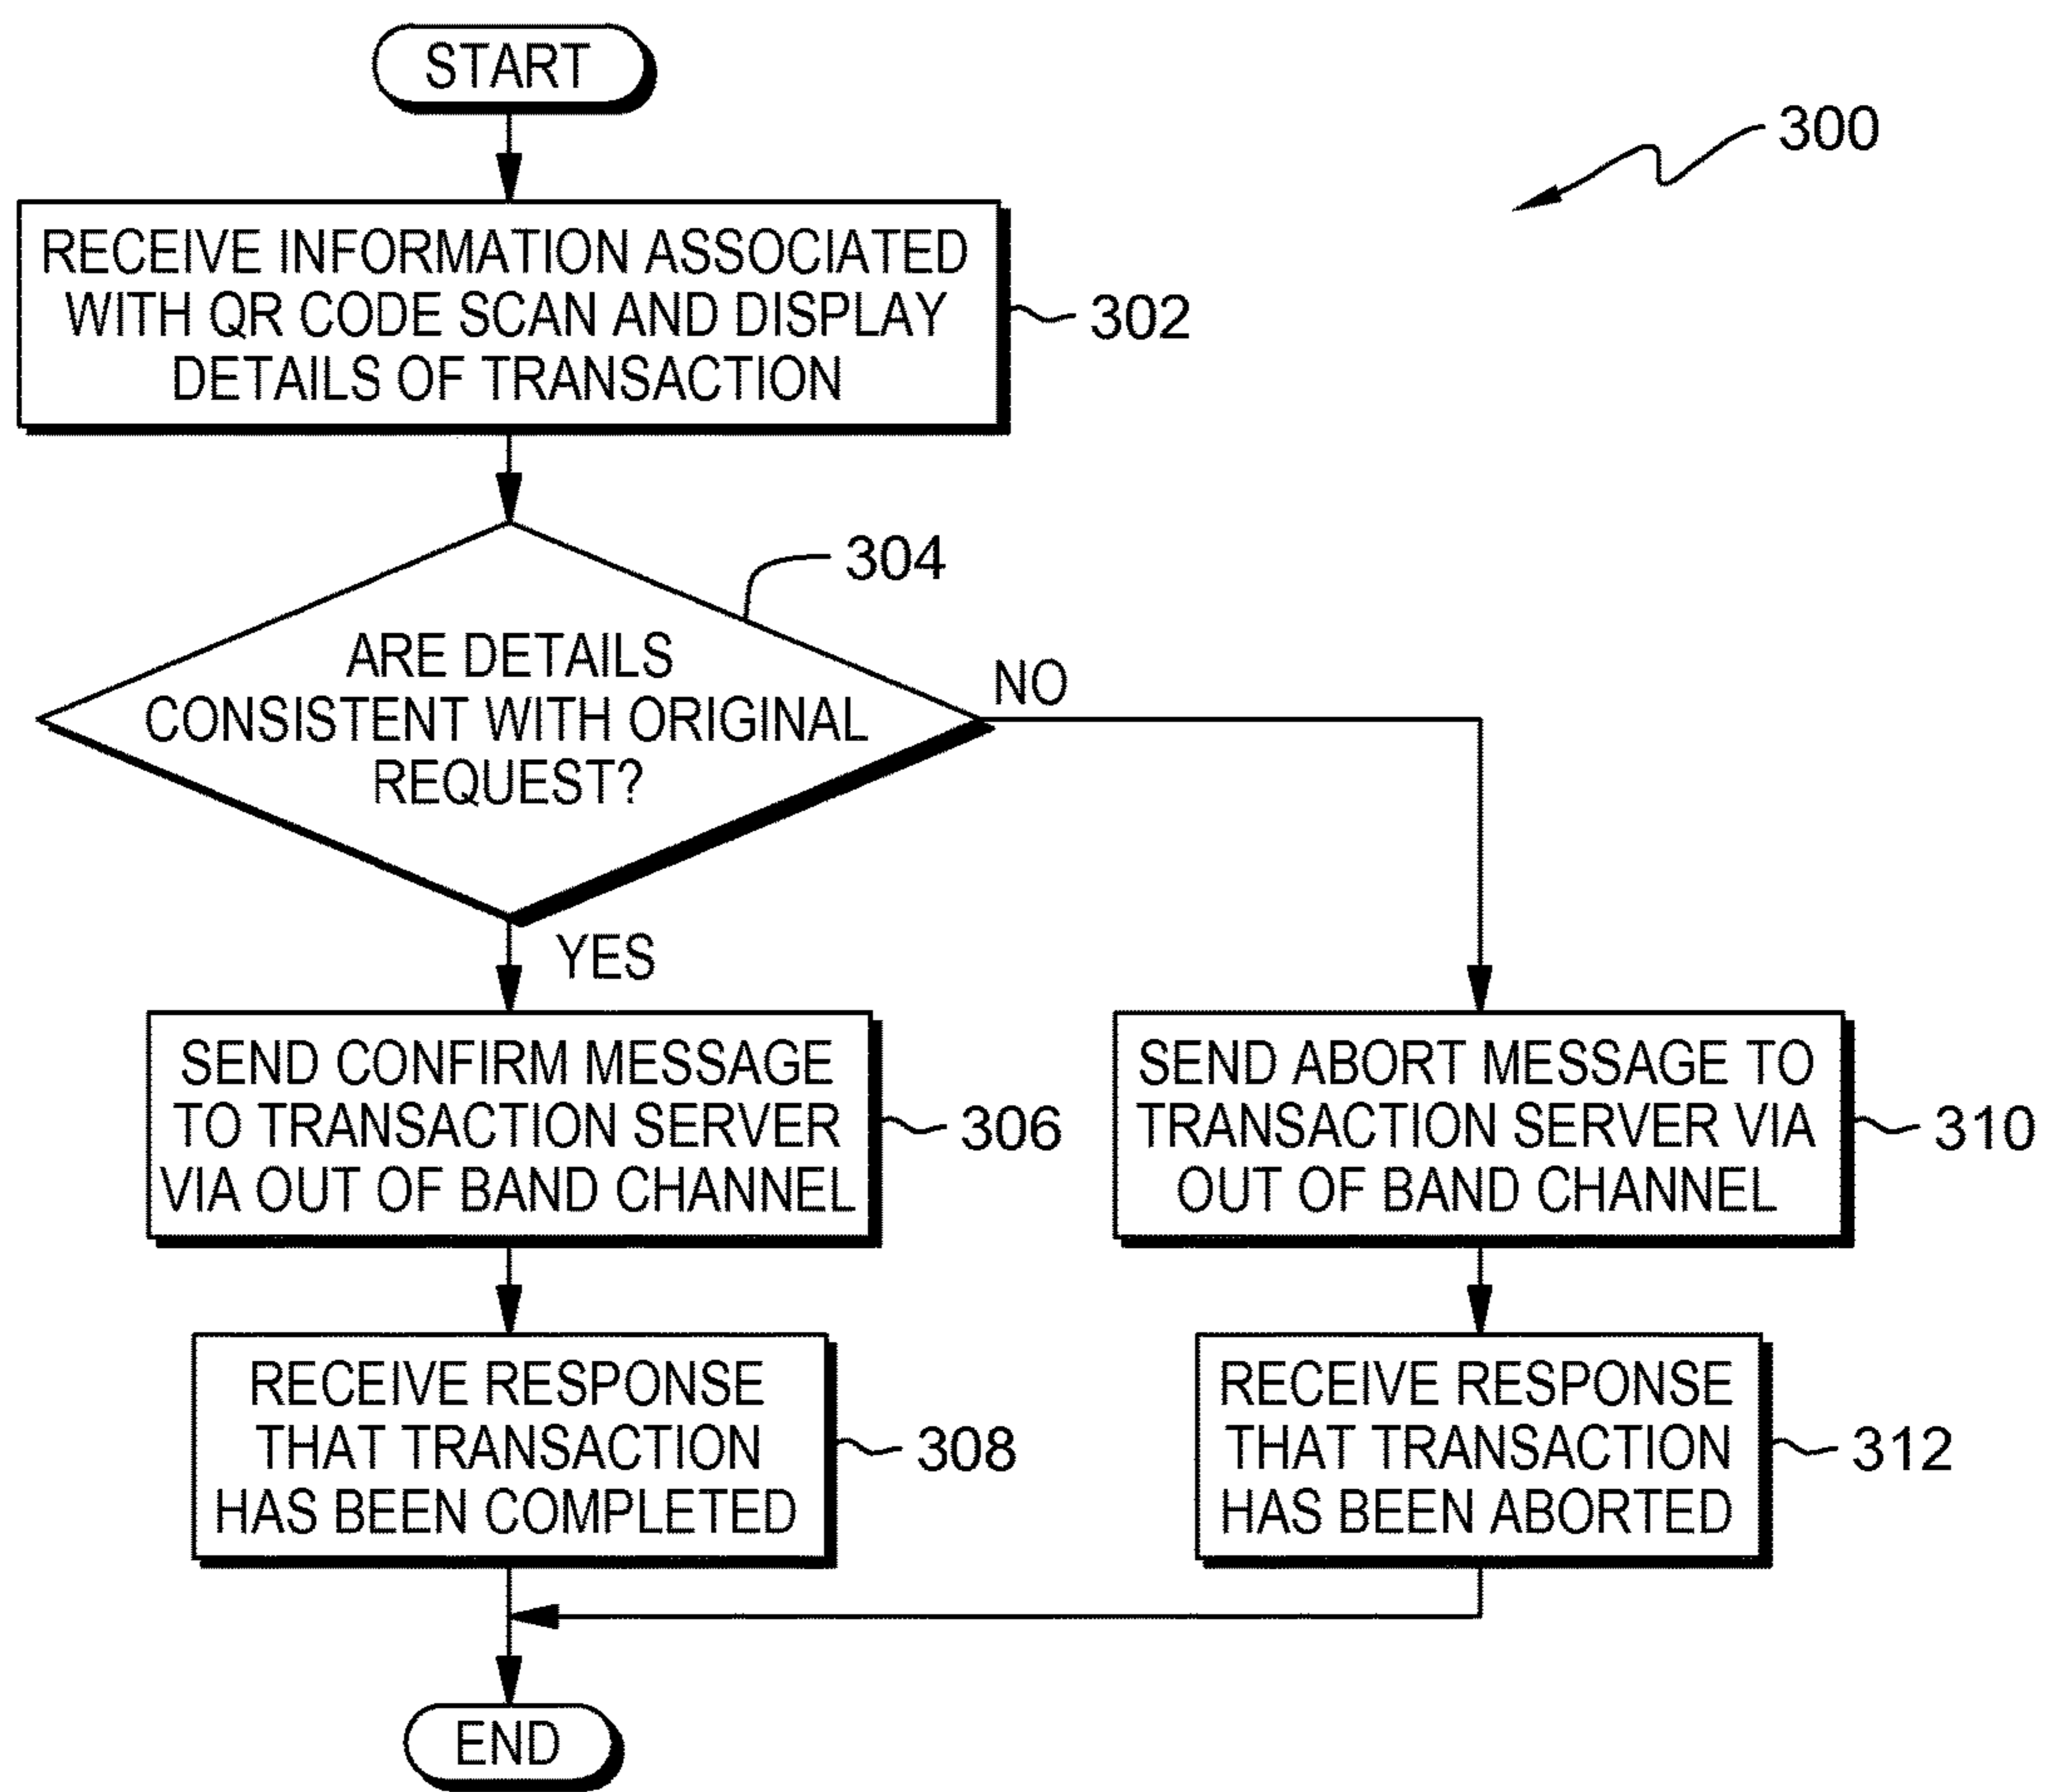 START
300
RECEIVE INFORMATION ASSOCIATED
WITH QR CODE SCAN AND DISPLAY
DETAILS OF TRANSACTION
302
304
ARE DETAILS
CONSISTENT WITH ORIGINAL
REQUEST?
NO
YES
SEND CONFIRM MESSAGE
TO TRANSACTION SERVER
VIA OUT OF BAND CHANNEL
306
SEND ABORT MESSAGE TO
TRANSACTION SERVER VIA
OUT OF BAND CHANNEL
310
RECEIVE RESPONSE
THAT TRANSACTION
HAS BEEN COMPLETED
308
RECEIVE RESPONSE
THAT TRANSACTION
HAS BEEN ABORTED
312
END